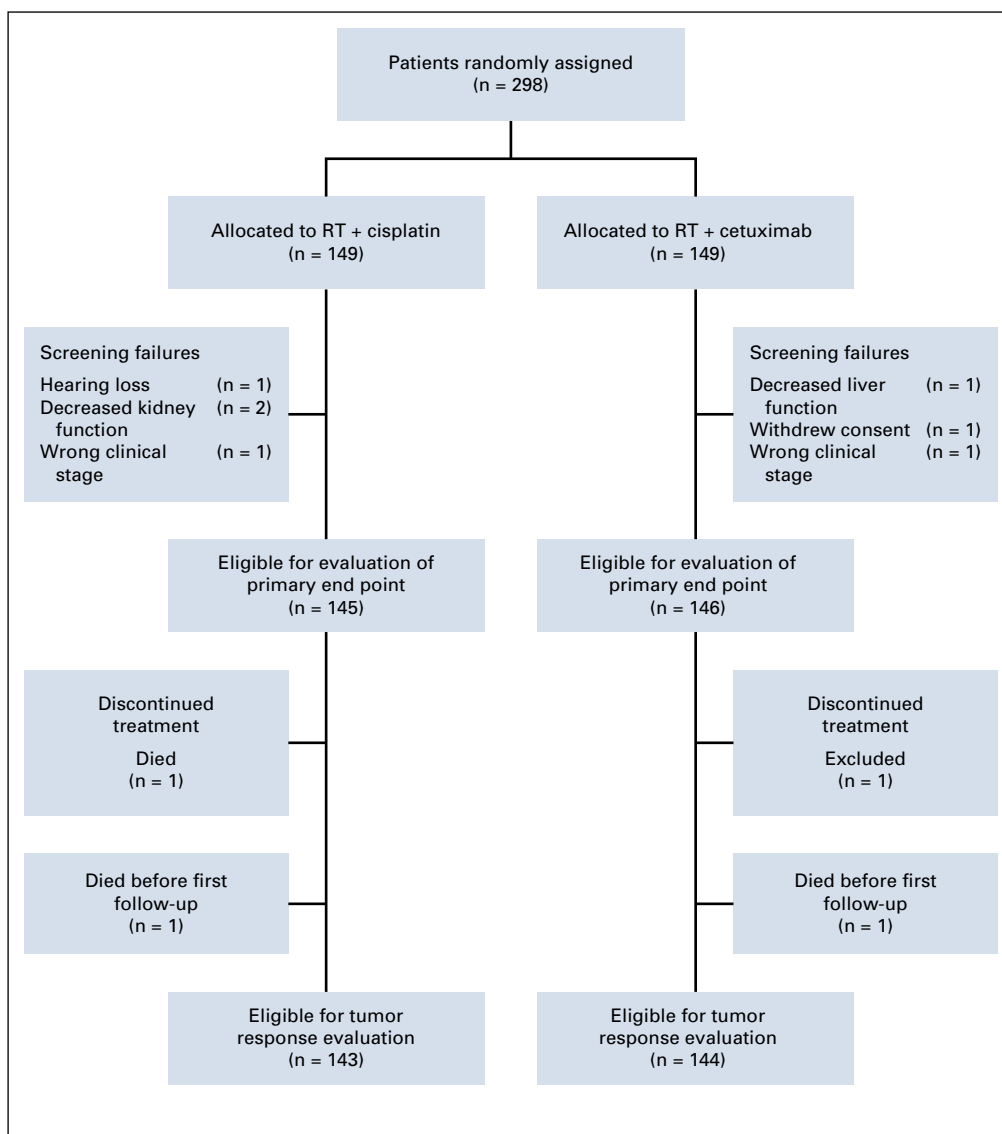 Patients randomly assigned
(n = 298)
Allocated to RT + cisplatin
(n = 149)
Allocated to RT + cetuximab
(n = 149)
Screening failures
Hearing loss (n = 1)
Decreased kidney (n = 2)
function
Wrong clinical (n = 1)
stage
Screening failures
Decreased liver (n = 1)
function
Withdrew consent (n = 1)
Wrong clinical (n = 1)
stage
Eligible for evaluation of
primary end point
(n = 145)
Eligible for evaluation of
primary end point
(n = 146)
Discontinued
treatment
Died
(n = 1)
Discontinued
treatment
Excluded
(n = 1)
Died before first
follow-up
(n = 1)
Died before first
follow-up
(n = 1)
Eligible for tumor
response evaluation
(n = 143)
Eligible for tumor
response evaluation
(n = 144)